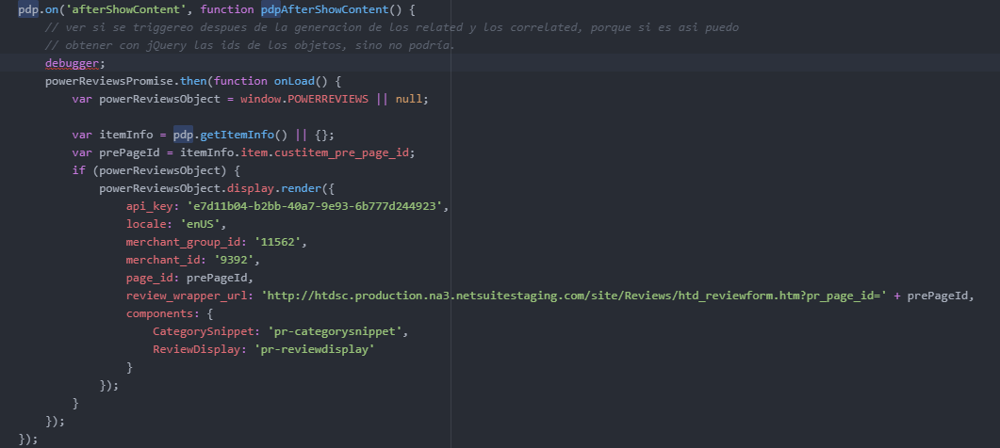 pdp.on('afterShowContent', function pdpAfterShowContent() {
    // ver si se triggereo despues de la generacion de los related y los correlated, porque si es asi puedo
    // obtener con jQuery las ids de los objetos, sino no podría.
    debugger;
    powerReviewsPromise.then(function onLoad() {
        var powerReviewsObject = window.POWERREVIEWS || null;

        var itemInfo = pdp.getItemInfo() || {};
        var prePageId = itemInfo.item.custitem_pre_page_id;
        if (powerReviewsObject) {
            powerReviewsObject.display.render({
                api_key: 'e7d11b04-b2bb-40a7-9e93-6b777d244923',
                locale: 'enUS',
                merchant_group_id: '11562',
                merchant_id: '9392',
                page_id: prePageId,
                review_wrapper_url: 'http://htdsc.production.na3.netsuitestaging.com/site/Reviews/htd_reviewform.htm?pr_page_id=' + prePageId,
                components: {
                    CategorySnippet: 'pr-categorysnippet',
                    ReviewDisplay: 'pr-reviewdisplay'
                }
            });
        }
    });
});